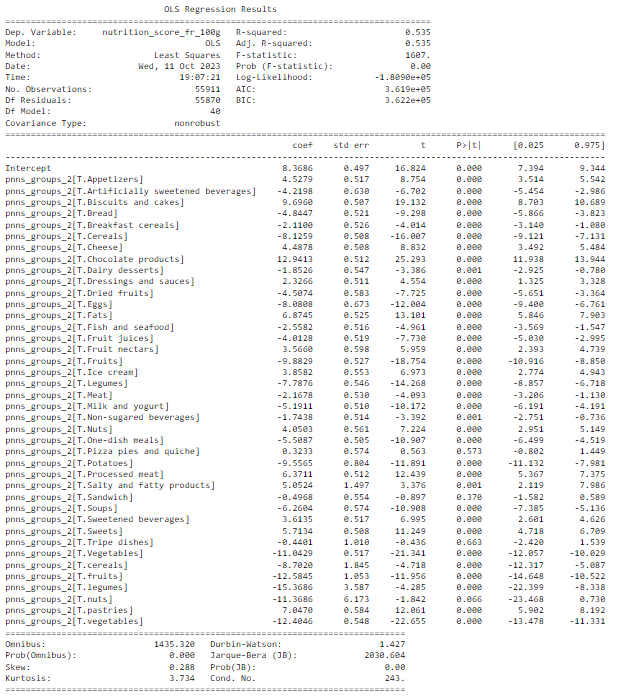 OLS Regression Results
Dep. Variable: nutrition_score_fr_100g R-squared: 0.535
Model: OLS Adj. R-squared: 0.535
Method: Least Squares F-statistic: 1607.
Date: Wed, 11 Oct 2023 Prob (F-statistic): 0.00
Time: 19:07:21 Log-Likelihood: -1.8090e+05
No. Observations: 55911 AIC: 3.619e+05
Df Residuals: 55870 BIC: 3.622e+05
Df Model: 40
Covariance Type: nonrobust
coef std err t P>|t| [0.025 0.975]
Intercept 8.3686 0.497 16.824 0.000 7.394 9.344
pnns_groups_2[T.Appetizers] 4.5279 0.517 8.754 0.000 3.514 5.542
pnns_groups_2[T.Artificially sweetened beverages] -4.2198 0.630 -6.702 0.000 -5.454 -2.986
pnns_groups_2[T.Biscuits and cakes] 9.6960 0.507 19.132 0.000 8.703 10.689
pnns_groups_2[T.Bread] -4.8447 0.521 -9.298 0.000 -5.866 -3.823
pnns_groups_2[T.Breakfast cereals] -2.1100 0.526 -4.014 0.000 -3.140 -1.080
pnns_groups_2[T.Cereals] -8.1259 0.508 -16.007 0.000 -9.121 -7.131
pnns_groups_2[T.Cheese] 4.4878 0.508 8.832 0.000 3.492 5.484
pnns_groups_2[T.Chocolate products] 12.9413 0.512 25.293 0.000 11.938 13.944
pnns_groups_2[T.Dairy desserts] -1.8526 0.547 -3.386 0.001 -2.925 -0.780
pnns_groups_2[T.Dressings and sauces] 2.3266 0.511 4.554 0.000 1.325 3.328
pnns_groups_2[T.Dried fruits] -4.5074 0.583 -7.725 0.000 -5.651 -3.364
pnns_groups_2[T.Eggs] -8.0808 0.673 -12.004 0.000 -9.400 -6.761
pnns_groups_2[T.Fats] 6.8745 0.525 13.101 0.000 5.846 7.903
pnns_groups_2[T.Fish and seafood] -2.5582 0.516 -4.961 0.000 -3.569 -1.547
pnns_groups_2[T.Fruit juices] -4.0128 0.519 -7.730 0.000 -5.030 -2.995
pnns_groups_2[T.Fruit nectars] 3.5660 0.598 5.959 0.000 2.393 4.739
pnns_groups_2[T.Fruits] -9.8829 0.527 -18.754 0.000 -10.916 -8.850
pnns_groups_2[T.Ice cream] 3.8582 0.553 6.973 0.000 2.774 4.943
pnns_groups_2[T.Legumes] -7.7876 0.546 -14.268 0.000 -8.857 -6.718
pnns_groups_2[T.Meat] -2.1678 0.530 -4.093 0.000 -3.206 -1.130
pnns_groups_2[T.Milk and yogurt] -5.1911 0.510 -10.172 0.000 -6.191 -4.191
pnns_groups_2[T.Non-sugared beverages] -1.7438 0.514 -3.392 0.001 -2.751 -0.736
pnns_groups_2[T.Nuts] 4.0503 0.561 7.224 0.000 2.951 5.149
pnns_groups_2[T.One-dish meals] -5.5087 0.505 -10.907 0.000 -6.499 -4.519
pnns_groups_2[T.Pizza pies and quiche] 0.3233 0.574 0.563 0.573 -0.802 1.449
pnns_groups_2[T.Potatoes] -9.5565 0.804 -11.891 0.000 -11.132 -7.981
pnns_groups_2[T.Processed meat] 6.3711 0.512 12.439 0.000 5.367 7.375
pnns_groups_2[T.Salty and fatty products] 5.0524 1.497 3.376 0.001 2.119 7.986
pnns_groups_2[T.Sandwich] -0.4968 0.554 -0.897 0.370 -1.582 0.589
pnns_groups_2[T.Soups] -6.2604 0.574 -10.908 0.000 -7.385 -5.136
pnns_groups_2[T.Sweetened beverages] 3.6135 0.517 6.995 0.000 2.601 4.626
pnns_groups_2[T.Sweets] 5.7134 0.508 11.249 0.000 4.718 6.709
pnns_groups_2[T.Tripe dishes] -0.4401 1.010 -0.436 0.663 -2.420 1.539
pnns_groups_2[T.Vegetables] -11.0429 0.517 -21.341 0.000 -12.057 -10.029
pnns_groups_2[T.cereals] -8.7020 1.845 -4.718 0.000 -12.317 -5.087
pnns_groups_2[T.fruits] -12.5845 1.053 -11.956 0.000 -14.648 -10.522
pnns_groups_2[T.legumes] -15.3686 3.587 -4.285 0.000 -22.399 -8.338
pnns_groups_2[T.nuts] -11.3686 6.173 -1.842 0.066 -23.468 0.730
pnns_groups_2[T.pastries] 7.0470 0.584 12.061 0.000 5.902 8.192
pnns_groups_2[T.vegetables] -12.4046 0.548 -22.655 0.000 -13.478 -11.331
Omnibus: 1435.320 Durbin-Watson: 1.427
Prob(Omnibus): 0.000 Jarque-Bera (JB): 2030.604
Skew: 0.288 Prob(JB): 0.00
Kurtosis: 3.734 Cond. No. 243.